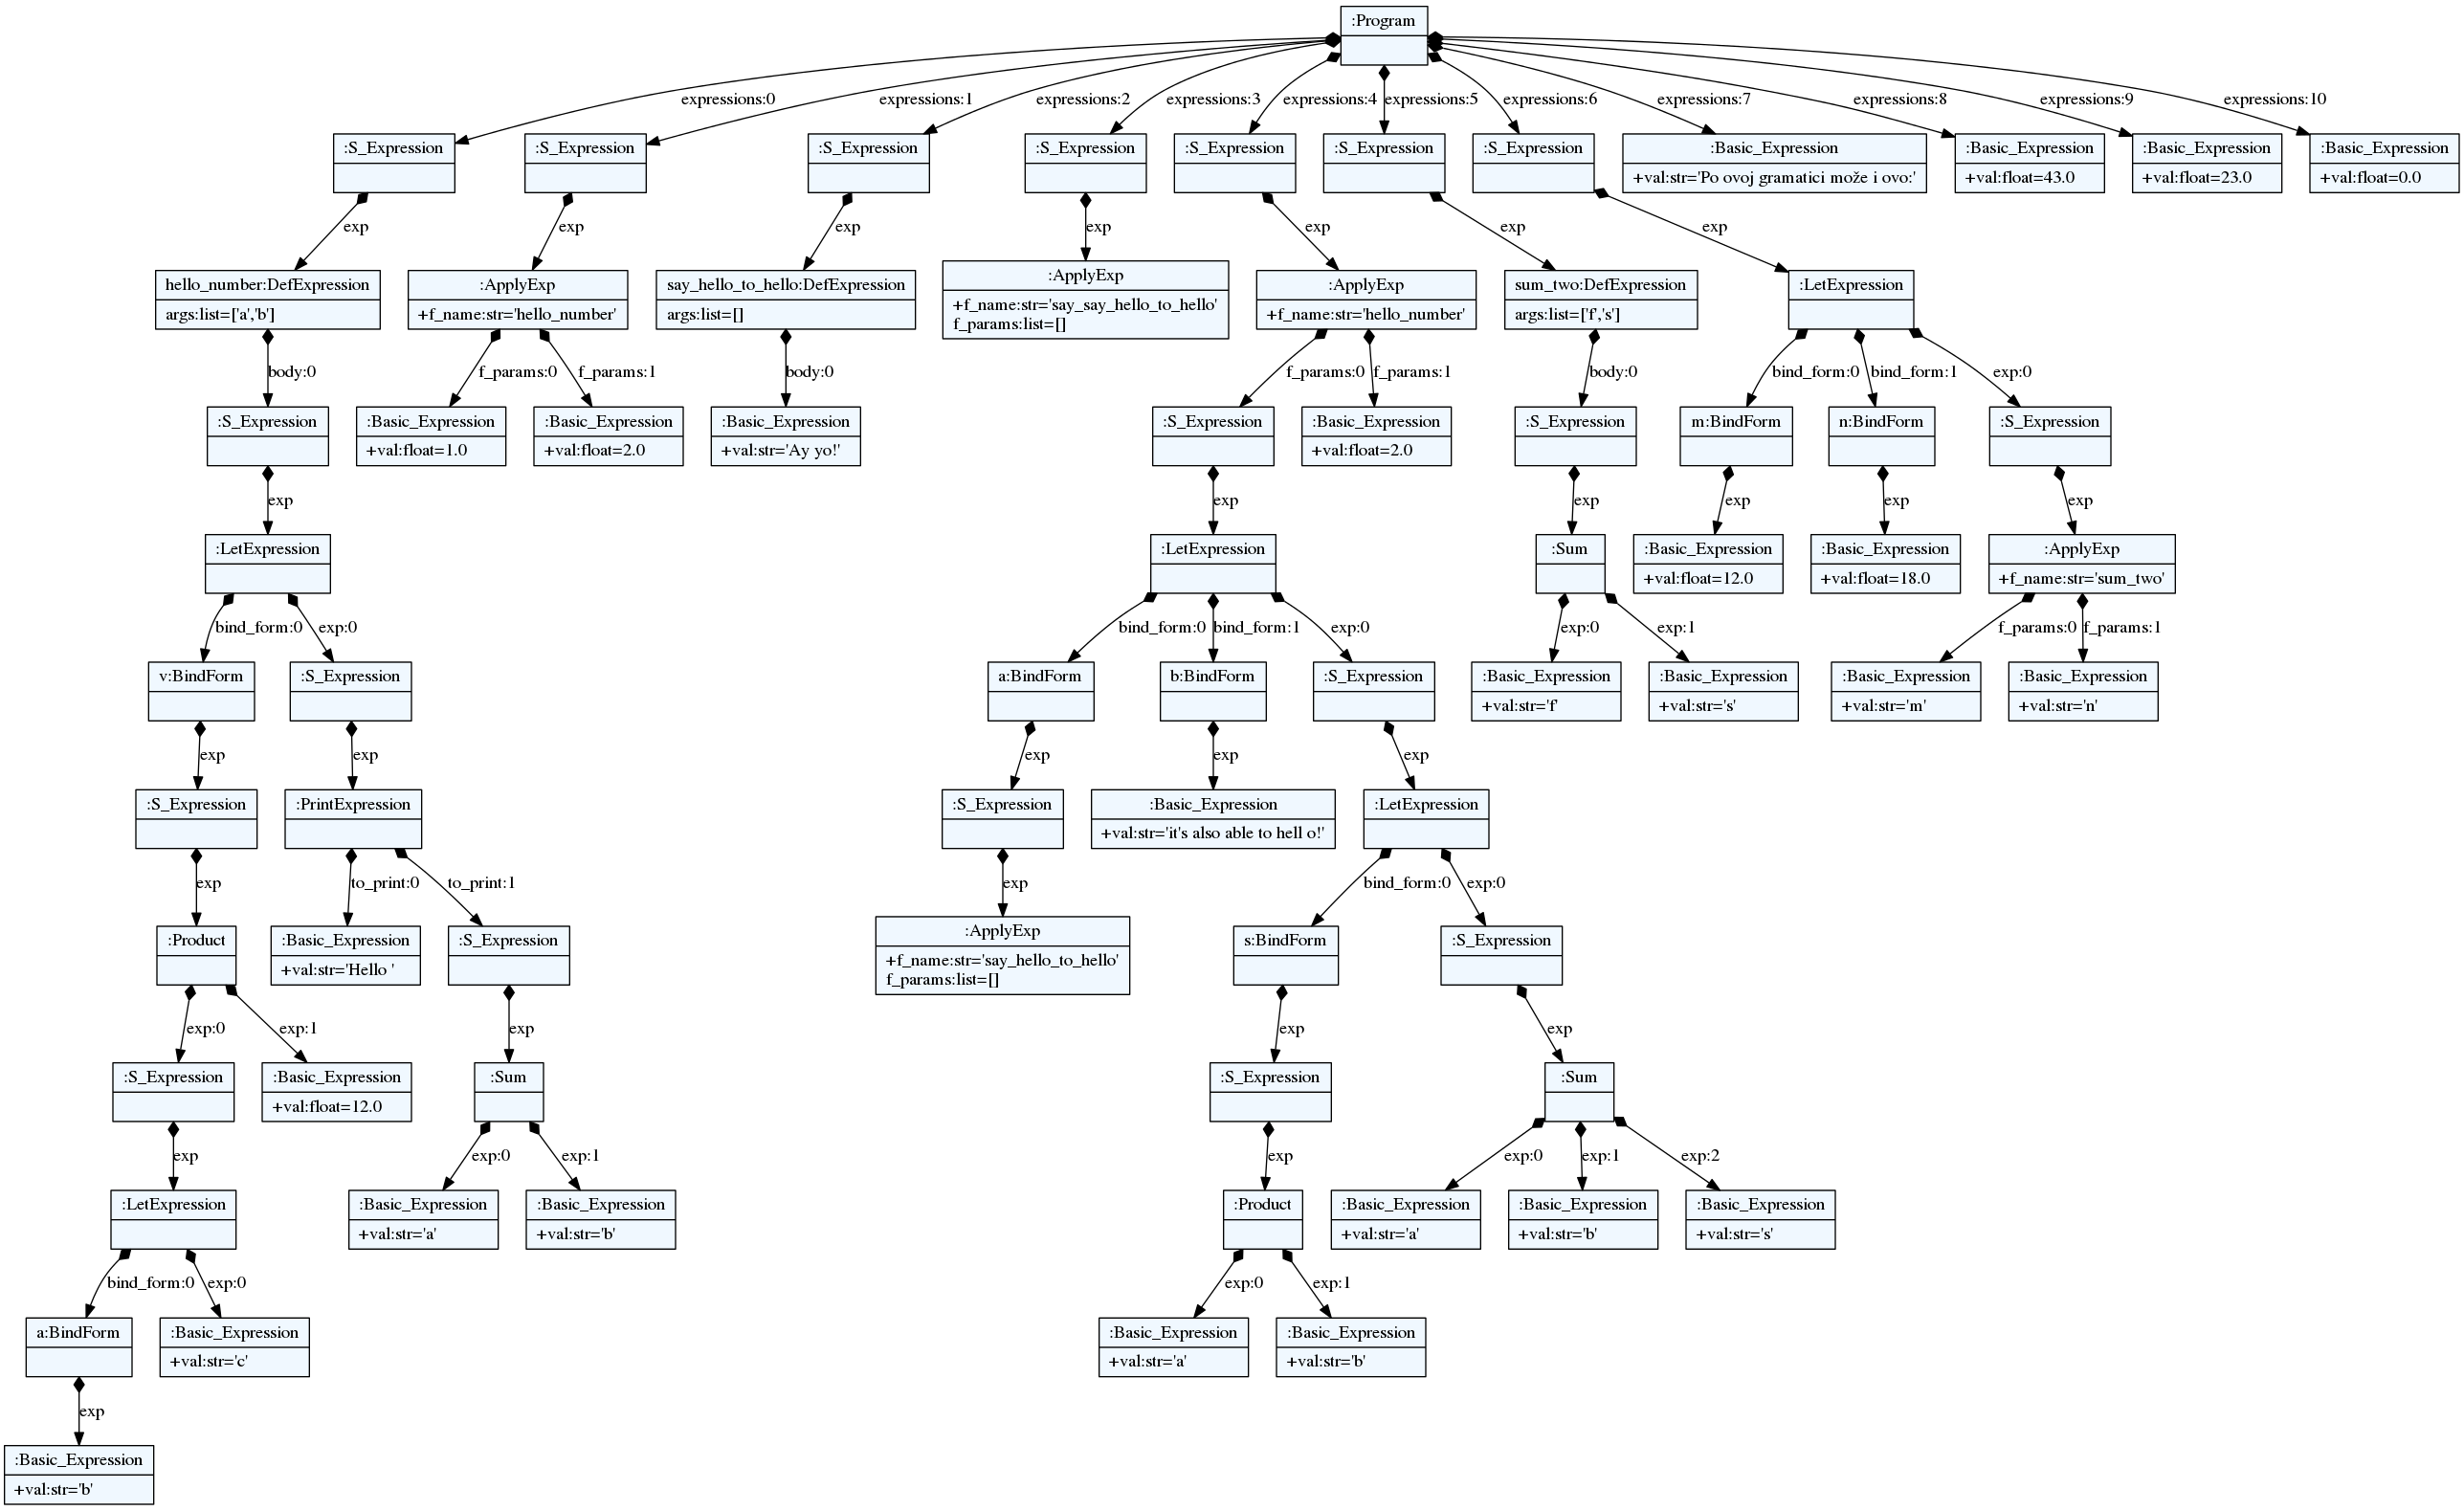 :Program
expressions:0
expressions:1
expressions:2
expressions:3
expressions:4
expressions:5
expressions:6
expressions:7
expressions:8
expressions:9
expressions:10
:S_Expression
:S_Expression
:S_Expression
:S_Expression
:S_Expression
:S_Expression
:S_Expression
:Basic_Expression
+val:str='Po ovoj gramatici može i ovo:'
:Basic_Expression
+val:float=43.0
:Basic_Expression
+val:float=23.0
:Basic_Expression
+val:float=0.0
exp
exp
exp
exp
exp
exp
exp
hello_number:DefExpression
args:list=['a','b']
:ApplyExp
+f_name:str='hello_number'
say_hello_to_hello:DefExpression
args:list=[]
:ApplyExp
+f_name:str='say_say_hello_to_hello'
f_params:list=[]
:ApplyExp
+f_name:str='hello_number'
sum_two:DefExpression
args:list=['f','s']
:LetExpression
body:0
f_params:0
f_params:1
body:0
f_params:0
f_params:1
body:0
bind_form:0
bind_form:1
exp:0
:S_Expression
:Basic_Expression
+val:float=1.0
:Basic_Expression
+val:float=2.0
:Basic_Expression
+val:str='Ay yo!'
:S_Expression
:Basic_Expression
+val:float=2.0
:S_Expression
m:BindForm
n:BindForm
:S_Expression
exp
exp
exp
exp
exp
exp
:LetExpression
:LetExpression
:Sum
:Basic_Expression
+val:float=12.0
:Basic_Expression
+val:float=18.0
:ApplyExp
+f_name:str='sum_two'
bind_form:0
exp:0
bind_form:0
bind_form:1
exp:0
exp:0
exp:1
f_params:0
f_params:1
v:BindForm
:S_Expression
a:BindForm
b:BindForm
:S_Expression
:Basic_Expression
+val:str='f'
:Basic_Expression
+val:str='s'
:Basic_Expression
+val:str='m'
:Basic_Expression
+val:str='n'
exp
exp
exp
exp
exp
:S_Expression
:PrintExpression
:S_Expression
:Basic_Expression
+val:str='it's also able to hell o!'
:LetExpression
exp
to_print:0
to_print:1
exp
bind_form:0
exp:0
:Product
:Basic_Expression
+val:str='Hello '
:S_Expression
:ApplyExp
+f_name:str='say_hello_to_hello'
f_params:list=[]
s:BindForm
:S_Expression
exp:0
exp:1
exp
exp
exp
:S_Expression
:Basic_Expression
+val:float=12.0
:Sum
:S_Expression
:Sum
exp
exp:0
exp:1
exp
exp:0
exp:1
exp:2
:LetExpression
:Basic_Expression
+val:str='a'
:Basic_Expression
+val:str='b'
:Product
:Basic_Expression
+val:str='a'
:Basic_Expression
+val:str='b'
:Basic_Expression
+val:str='s'
bind_form:0
exp:0
exp:0
exp:1
a:BindForm
:Basic_Expression
+val:str='c'
:Basic_Expression
+val:str='a'
:Basic_Expression
+val:str='b'
exp
:Basic_Expression
+val:str='b'